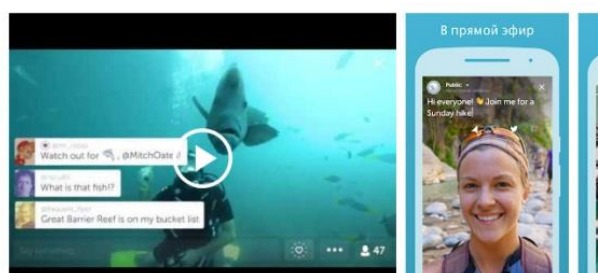 Watch out for 🦈, @MitchOates!
What is that fish!?
Great Barrier Reef is on my bucket list
47
В прямой эфир
Public
Hi everyone! 👋 Join me for a
Sunday hike